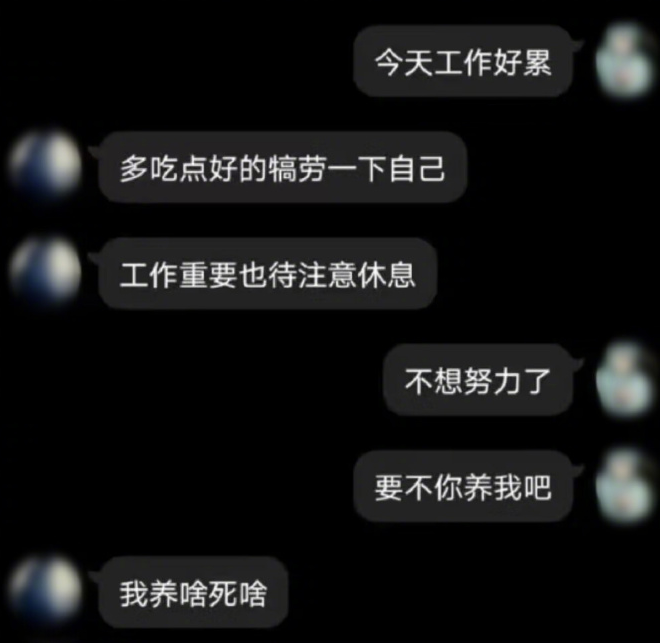 今天工作好累
多吃点好的犒劳一下自己
工作重要也待注意休息
不想努力了
要不你养我吧
我养啥死啥